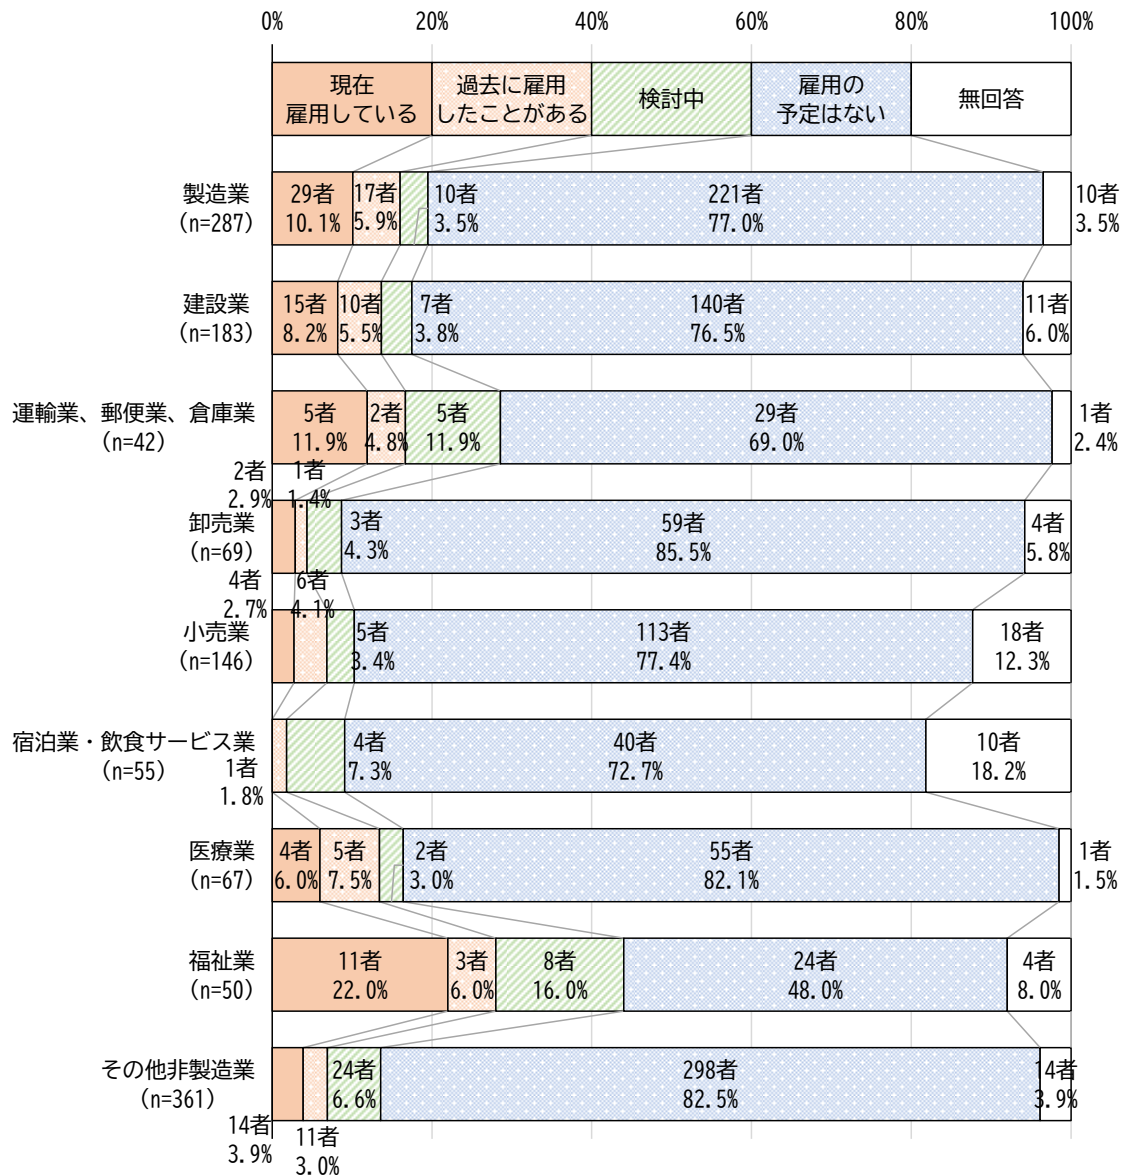 0% 20% 40% 60% 80% 100%
現在
雇用している
過去に雇用
したことがある
検討中
雇用の
予定はない
無回答
製造業
(n=287)
29者
10.1%
17者
5.9%
10者
3.5%
221者
77.0%
10者
3.5%
建設業
(n=183)
15者
8.2%
10者
5.5%
7者
3.8%
140者
76.5%
11者
6.0%
運輸業、郵便業、倉庫業
(n=42)
5者
11.9%
2者
4.8%
5者
11.9%
29者
69.0%
1者
2.4%
卸売業
(n=69)
2者
2.9%
1者
1.4%
3者
4.3%
59者
85.5%
4者
5.8%
小売業
(n=146)
4者
2.7%
6者
4.1%
5者
3.4%
113者
77.4%
18者
12.3%
宿泊業・飲食サービス業
(n=55)
1者
1.8%
4者
7.3%
40者
72.7%
10者
18.2%
医療業
(n=67)
4者
6.0%
5者
7.5%
2者
3.0%
55者
82.1%
1者
1.5%
福祉業
(n=50)
11者
22.0%
3者
6.0%
8者
16.0%
24者
48.0%
4者
8.0%
その他非製造業
(n=361)
14者
3.9%
11者
3.0%
24者
6.6%
298者
82.5%
14者
3.9%